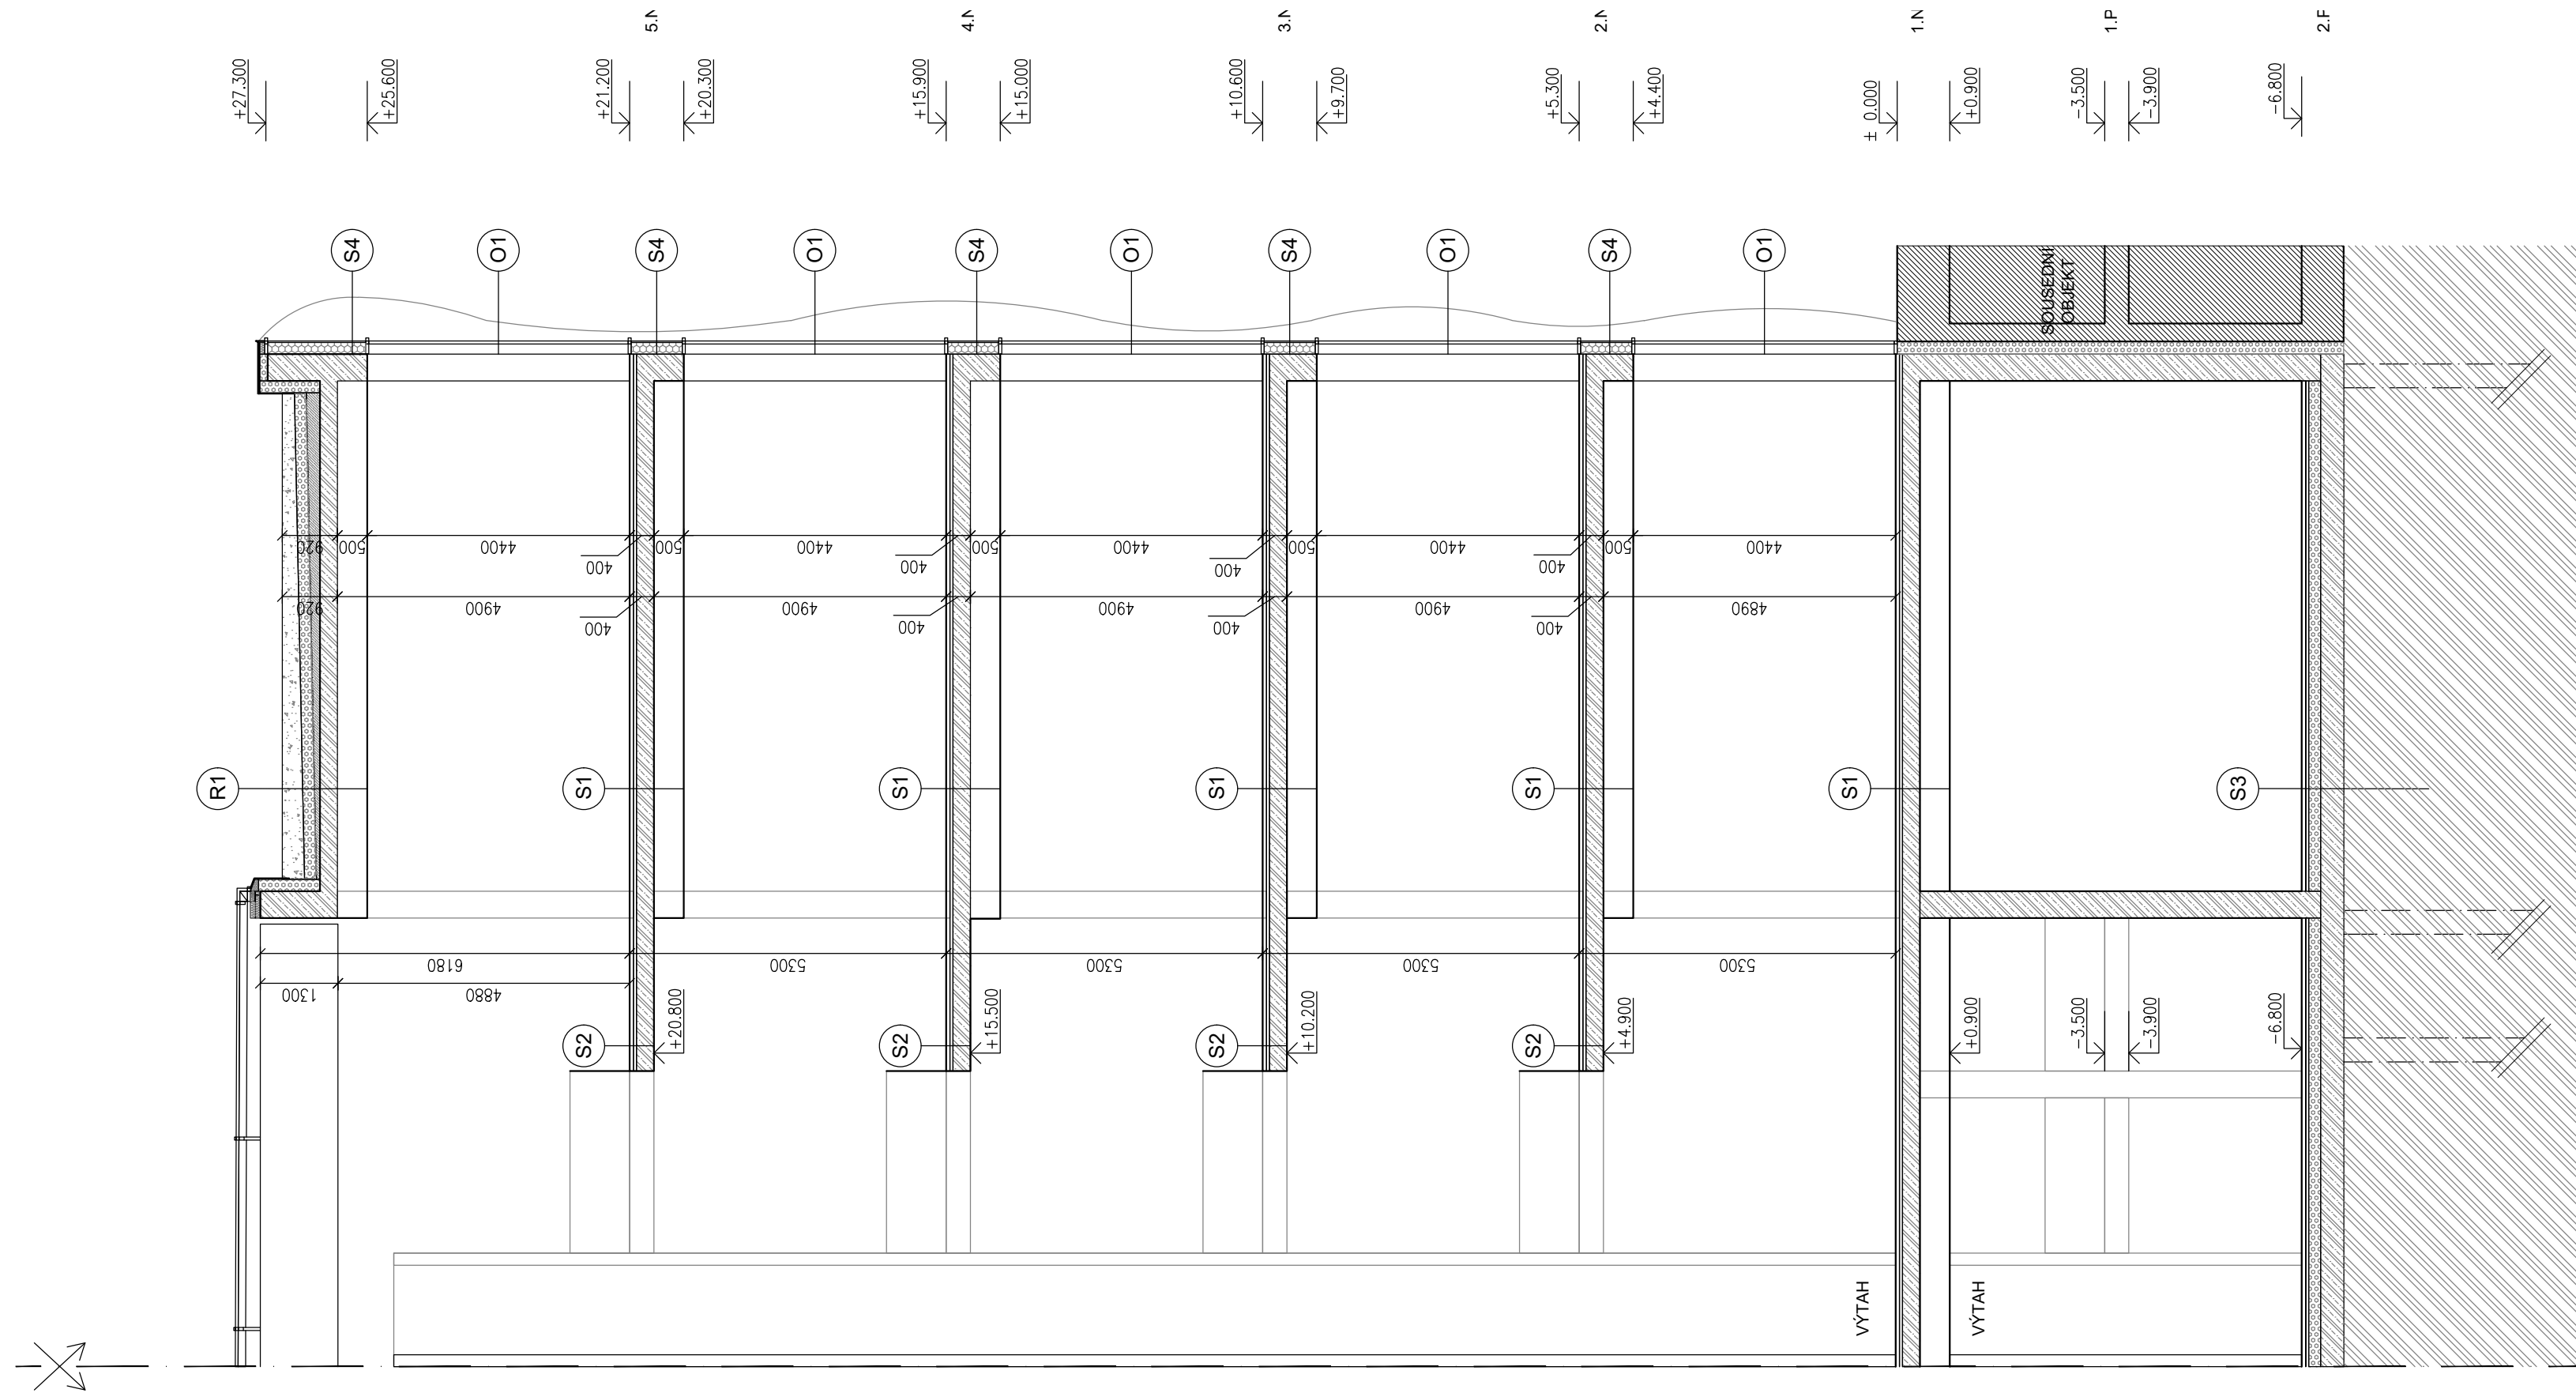 5.N
4.N
3.N
2.N
1.N
1.P
2.P
+27.300
+25.600
+21.200
+20.300
+15.900
+15.000
+10.600
+9.700
+5.300
+4.400
± 0.000
+0.900
-3.500
-3.900
-6.800
S4
O1
S4
O1
S4
O1
S4
O1
S4
O1
SOUSEDNÍ
OBJEKT
920
500
4400
400
500
4400
400
500
4400
400
500
4400
400
500
4400
920
4900
400
4900
400
4900
400
4900
400
4890
R1
S1
S1
S1
S1
S1
S3
6180
5300
5300
5300
5300
1300
4880
S2
+20.800
S2
+15.500
S2
+10.200
S2
+4.900
+0.900
-3.500
-3.900
-6.800
VÝTAH
VÝTAH